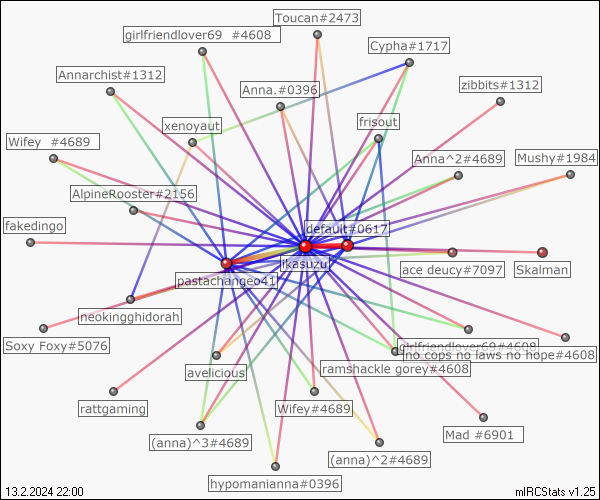 Toucan#2473
girlfriendlover69 #4608
Cypha#1717
Annarchist#1312
zibbits#1312
Anna.#0396
xenoyaut
frisout
Wifey #4689
Anna^2#4689
Mushy#1984
AlpineRooster#2156
fakedingo
default#0617
ikasuzu
ace deucy#7097
Skalman
pastachangeo41
neokingghidorah
Soxy Foxy#5076
girlfriendlover69#4608
no cops no laws no hope#4608
avelicious
ramshackle gorey#4608
rattgaming
Wifey#4689
Mad #6901
(anna)^3#4689
(anna)^2#4689
hypomanianna#0396
13.2.2024 22:00
mIRCStats v1.25